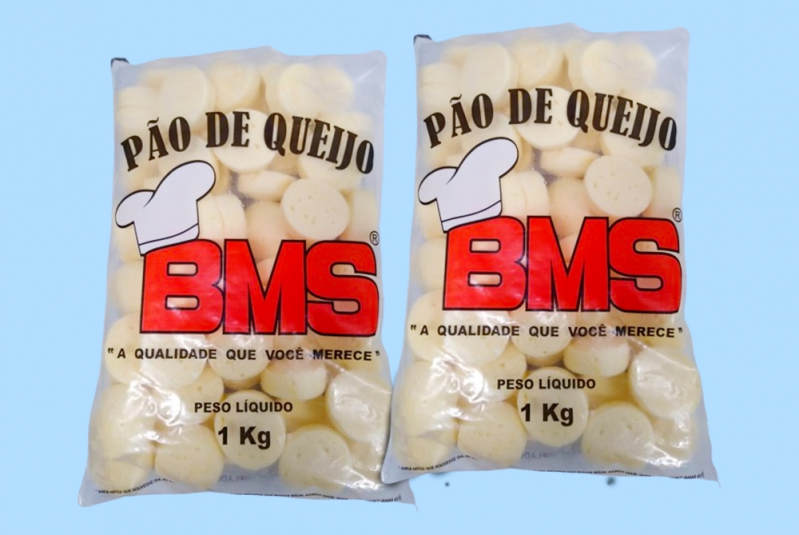 PÃO DE QUEIJO
BMS®
"A QUALIDADE QUE VOCÊ MERECE"
PESO LÍQUIDO
1 Kg
PÃO DE QUEIJO
BMS®
"A QUALIDADE QUE VOCÊ MERECE"
PESO LÍQUIDO
1 Kg